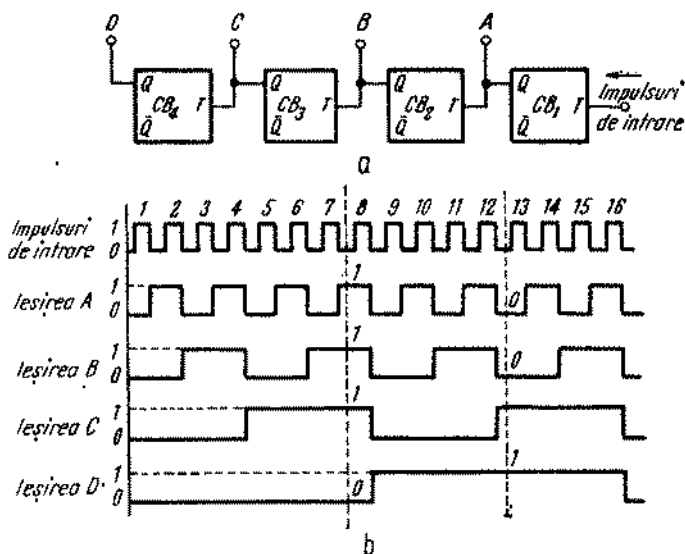 D C B A
Q Q Q Q
CB₄ T CB₃ T CB₂ T CB₁ T
Q̄ Q̄ Q̄ Q̄
Impulsuri
de intrare
a
1 2 3 4 5 6 7 8 9 10 11 12 13 14 15 16
Impulsuri 1
de intrare 0
1
Ieșirea A 1 0
0
1
Ieșirea B 1 0
0
1
Ieșirea C 1 1
0
1
Ieșirea D 1 0
0
b